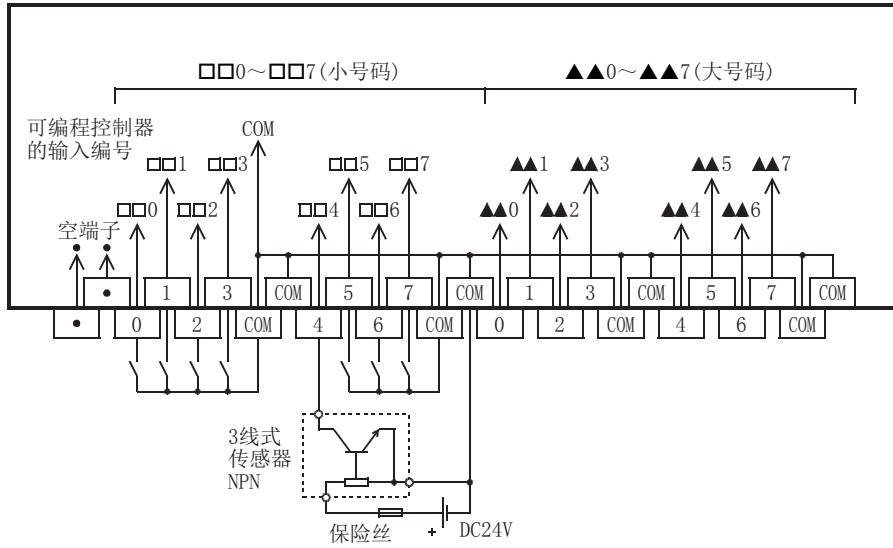 □□0～□□7(小号码)
▲▲0～▲▲7(大号码)
可编程控制器
的输入编号
COM
□□1
□□3
□□5
□□7
▲▲1
▲▲3
▲▲5
▲▲7
□□0
□□2
□□4
□□6
▲▲0
▲▲2
▲▲4
▲▲6
空端子
• 1 3 COM 5 7 COM 1 3 COM 5 7 COM
• 0 2 COM 4 6 COM 0 2 COM 4 6 COM
3线式
传感器
NPN
保险丝
+ DC24V